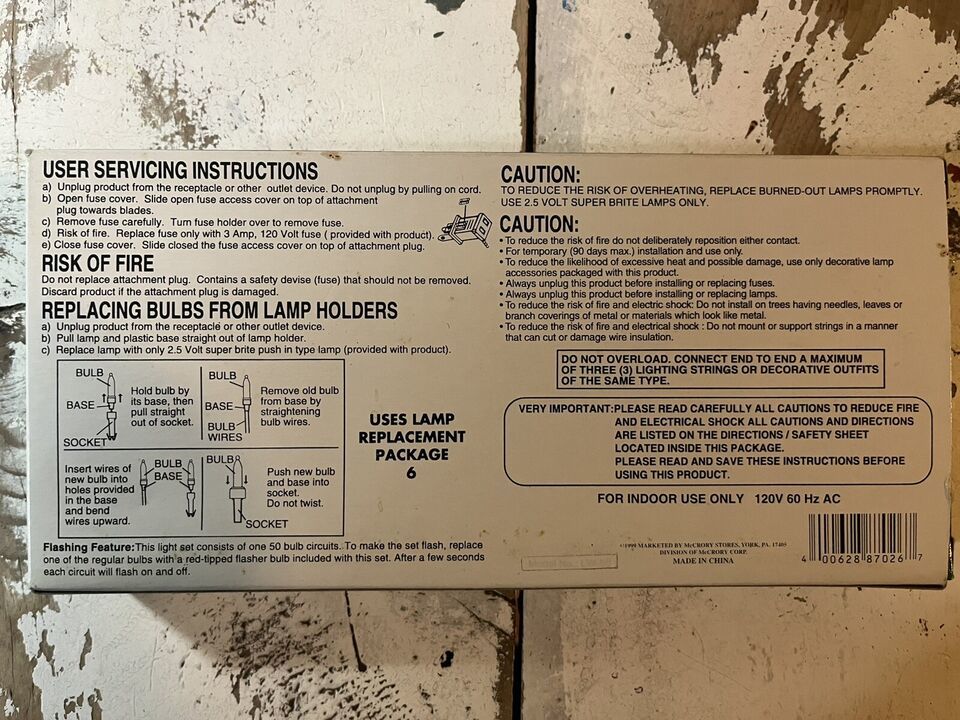 USER SERVICING INSTRUCTIONS
a) Unplug product from the receptacle or other outlet device. Do not unplug by pulling on cord.
b) Open fuse cover. Slide open fuse access cover on top of attachment
plug towards blades.
c) Remove fuse carefully. Turn fuse holder over to remove fuse.
d) Risk of fire. Replace fuse only with 3 Amp, 120 Volt fuse ( provided with product).
e) Close fuse cover. Slide closed the fuse access cover on top of attachment plug.
RISK OF FIRE
Do not replace attachment plug. Contains a safety devise (fuse) that should not be removed.
Discard product if the attachment plug is damaged.
REPLACING BULBS FROM LAMP HOLDERS
a) Unplug product from the receptacle or other outlet device.
b) Pull lamp and plastic base straight out of lamp holder.
c) Replace lamp with only 2.5 Volt super brite push in type lamp (provided with product).
BULB
BASE
SOCKET
Hold bulb by
its base, then
pull straight
out of socket.
BULB
BASE
BULB
WIRES
Remove old bulb
from base by
straightening
bulb wires.
Insert wires of
new bulb into
holes provided
in the base
and bend
wires upward.
BULB
BASE
BULB
SOCKET
Push new bulb
and base into
socket.
Do not twist.
USES LAMP
REPLACEMENT
PACKAGE
6
Flashing Feature:This light set consists of one 50 bulb circuits. To make the set flash, replace
one of the regular bulbs with a red-tipped flasher bulb included with this set. After a few seconds
each circuit will flash on and off.
CAUTION:
TO REDUCE THE RISK OF OVERHEATING, REPLACE BURNED-OUT LAMPS PROMPTLY.
USE 2.5 VOLT SUPER BRITE LAMPS ONLY.
CAUTION:
• To reduce the risk of fire do not deliberately reposition either contact.
• For temporary (90 days max.) installation and use only.
• To reduce the likelihood of excessive heat and possible damage, use only decorative lamp
accessories packaged with this product.
• Always unplug this product before installing or replacing fuses.
• Always unplug this product before installing or replacing lamps.
• To reduce the risk of fire and electric shock: Do not install on trees having needles, leaves or
branch coverings of metal or materials which look like metal.
• To reduce the risk of fire and electrical shock : Do not mount or support strings in a manner
that can cut or damage wire insulation.
DO NOT OVERLOAD. CONNECT END TO END A MAXIMUM
OF THREE (3) LIGHTING STRINGS OR DECORATIVE OUTFITS
OF THE SAME TYPE.
VERY IMPORTANT:PLEASE READ CAREFULLY ALL CAUTIONS TO REDUCE FIRE
AND ELECTRICAL SHOCK ALL CAUTIONS AND DIRECTIONS
ARE LISTED ON THE DIRECTIONS / SAFETY SHEET
LOCATED INSIDE THIS PACKAGE.
PLEASE READ AND SAVE THESE INSTRUCTIONS BEFORE
USING THIS PRODUCT.
FOR INDOOR USE ONLY 120V 60 Hz AC
©1999 MARKETED BY McCRORY STORES, YORK, PA. 17405
DIVISION OF McCRORY CORP.
MADE IN CHINA
Model No.:
4 00628 87026 7